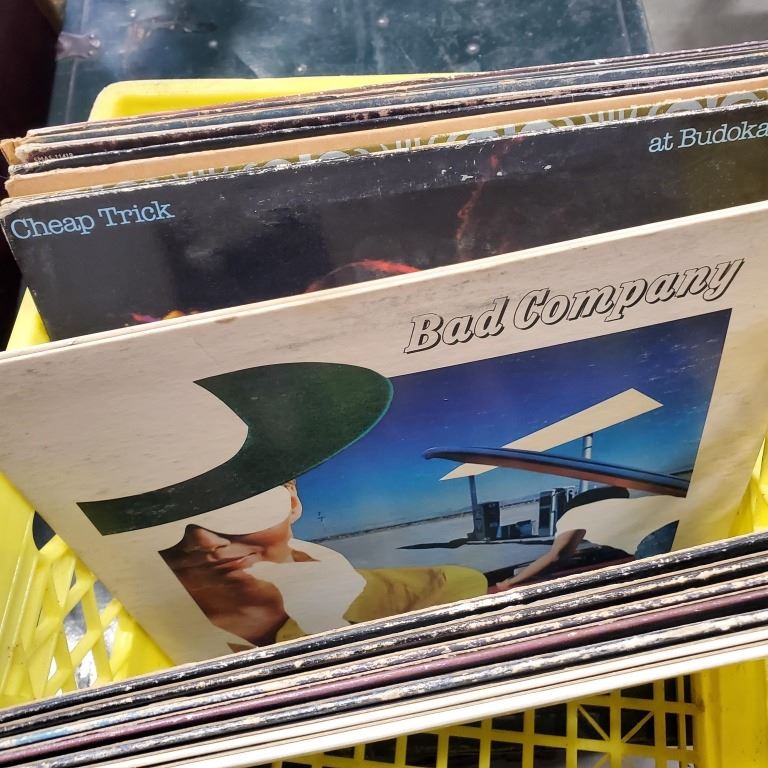 Cheap Trick
at Budoka
Bad Company